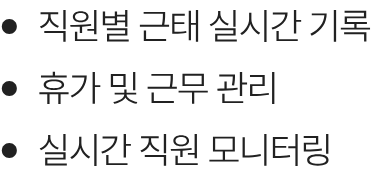 • 직원별 근태 실시간 기록
• 휴가 및 근무 관리
• 실시간 직원 모니터링